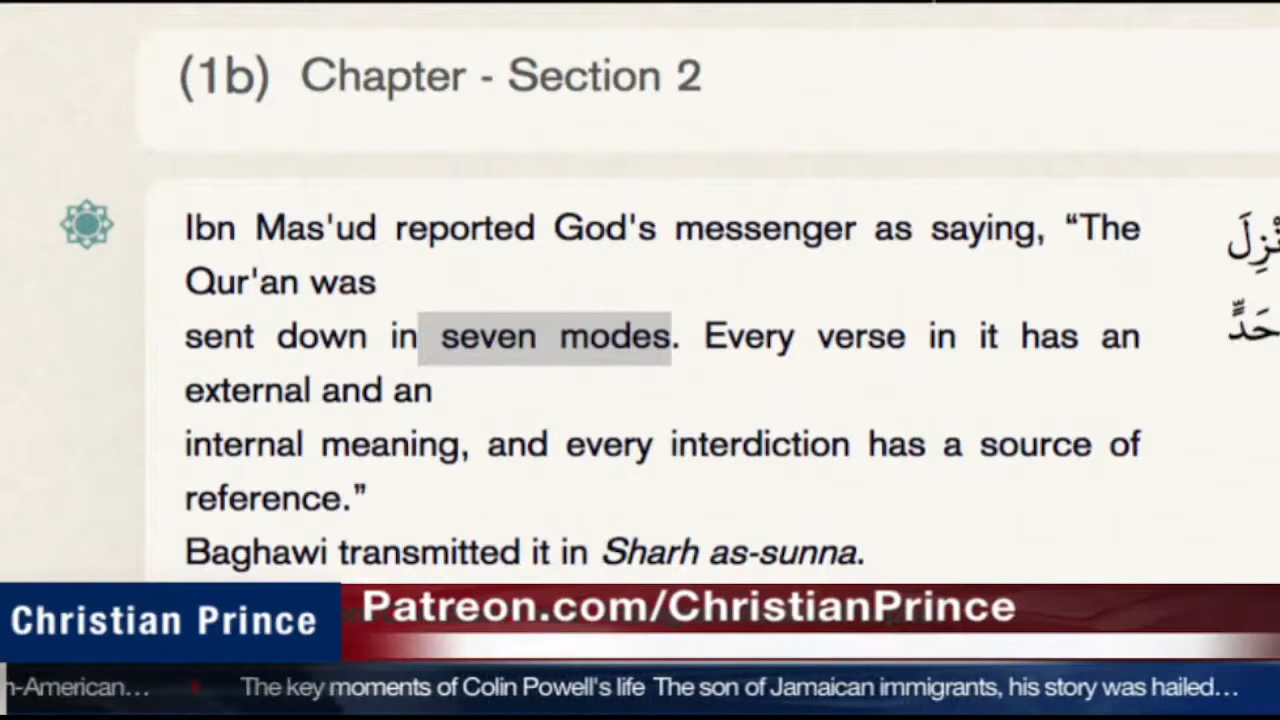 (1b) Chapter - Section 2
Ibn Mas'ud reported God's messenger as saying, “The
Qur'an was
sent down in seven modes. Every verse in it has an
external and an
internal meaning, and every interdiction has a source of
reference.”
Baghawi transmitted it in Sharh as-sunna.
Christian Prince
Patreon.com/ChristianPrince
n-American… The key moments of Colin Powell's life The son of Jamaican immigrants, his story was hailed…